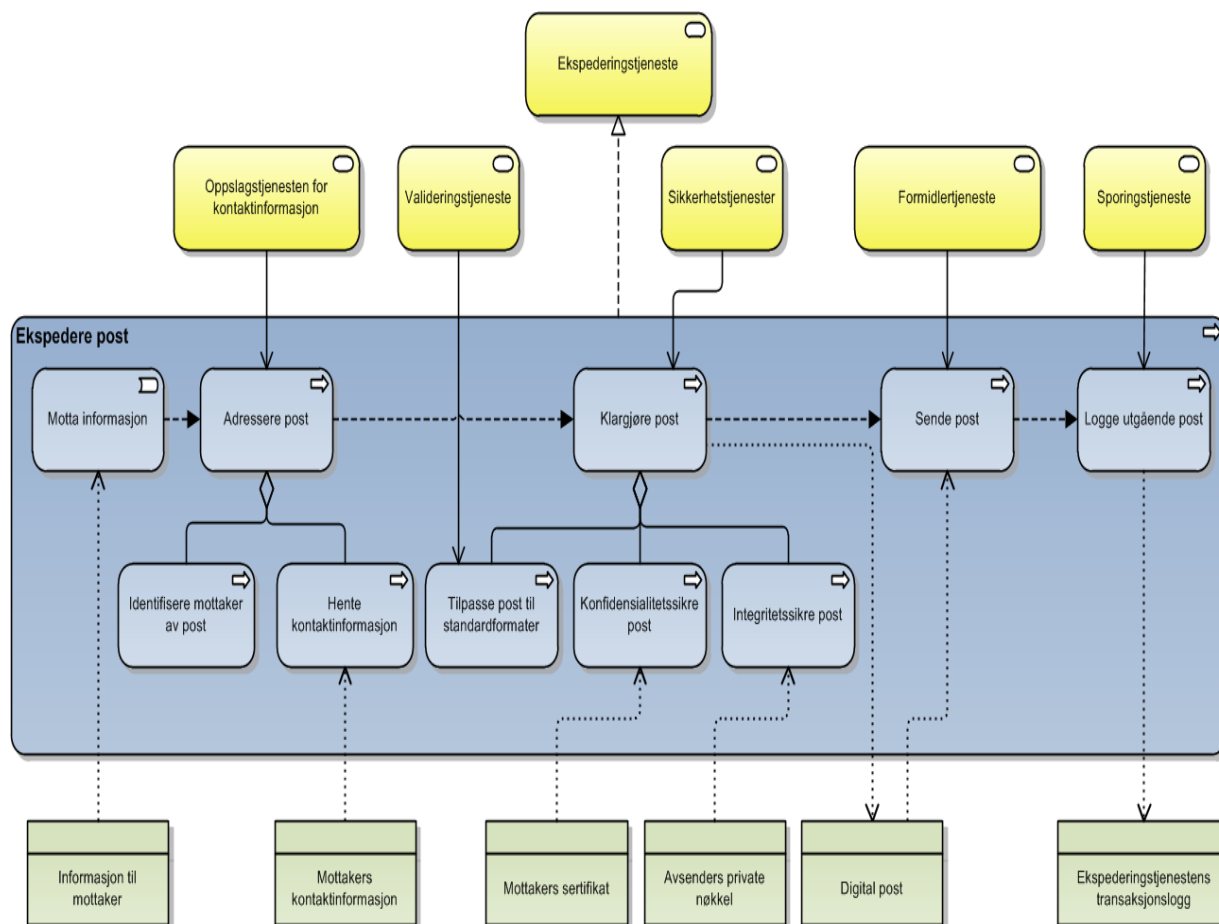 Ekspederingstjeneste
Oppslagstjenesten for
kontaktinformasjon
Valideringstjeneste
Sikkerhetstjenester
Formidlertjeneste
Sporingstjeneste
Ekspedere post
Motta informasjon
Adressere post
Klargjøre post
Sende post
Logge utgående post
Identifisere mottaker
av post
Hente
kontaktinformasjon
Tilpasse post til
standardformater
Konfidensialitetssikre
post
Integritetssikre post
Informasjon til
mottaker
Mottakers
kontaktinformasjon
Mottakers sertifikat
Avsenders private
nøkkel
Digital post
Ekspederingstjenestens
transaksjonslogg